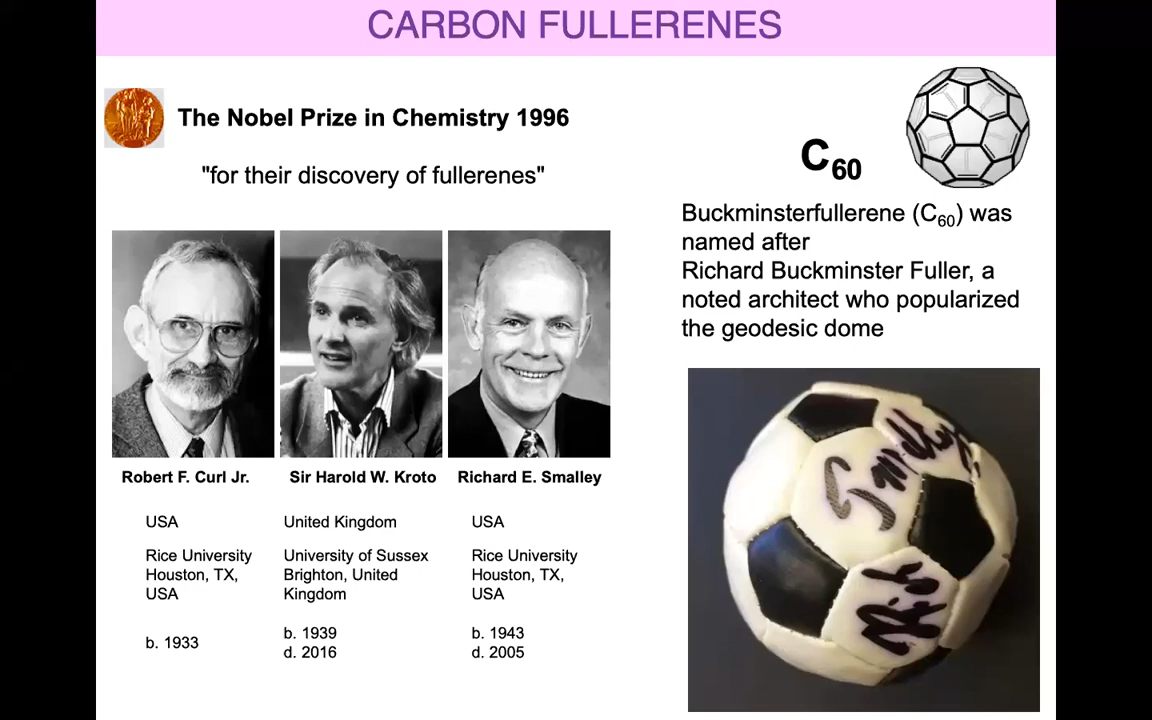 CARBON FULLERENES
The Nobel Prize in Chemistry 1996
"for their discovery of fullerenes"
C60
Buckminsterfullerene (C60) was
named after
Richard Buckminster Fuller, a
noted architect who popularized
the geodesic dome
Robert F. Curl Jr.
Sir Harold W. Kroto
Richard E. Smalley
USA
United Kingdom
USA
Rice University
Houston, TX,
USA
University of Sussex
Brighton, United
Kingdom
Rice University
Houston, TX,
USA
b. 1933
b. 1939
d. 2016
b. 1943
d. 2005